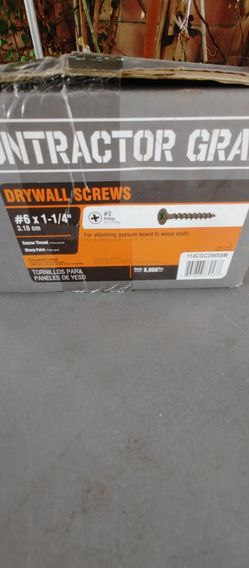 ONTRACTOR GRA
DRYWALL SCREWS
#6 x 1-1/4"
3.18 cm
#2
Coarse Thread
Sharp Point
For attaching gypsum board to wood studs.
TORNILLOS PARA
PANELES DE YESO
8,000
114CGCDWS8M